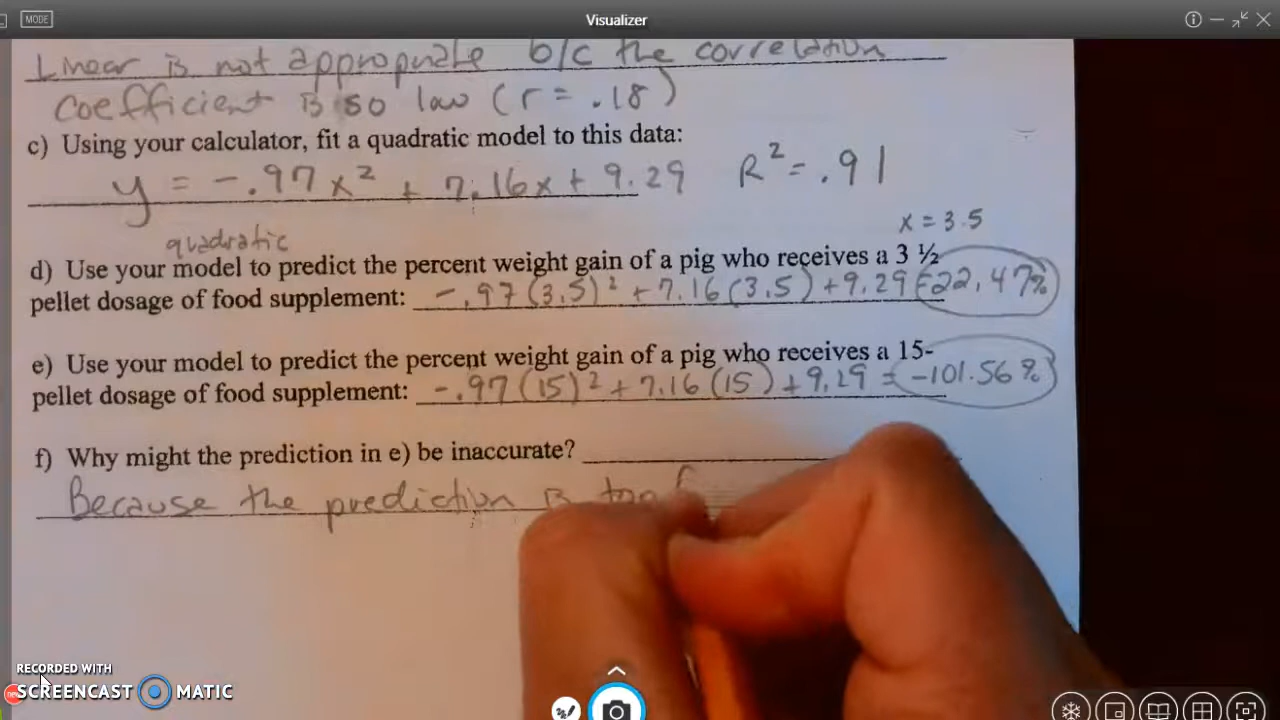 MODE
Visualizer
Linear is not appropriate b/c the correlation
coefficient is so low (r = .18)
c) Using your calculator, fit a quadratic model to this data:
y = -.97x² + 7.16x + 9.29 R² = .91
x = 3.5
quadratic
d) Use your model to predict the percent weight gain of a pig who receives a 3 ½
pellet dosage of food supplement: -.97(3.5)² + 7.16(3.5) + 9.29 = 22.47%
e) Use your model to predict the percent weight gain of a pig who receives a 15-
pellet dosage of food supplement: -.97(15)² + 7.16(15) + 9.29 = -101.56%
f) Why might the prediction in e) be inaccurate?
Because the prediction is too f
RECORDED WITH
SCREENCAST MATIC